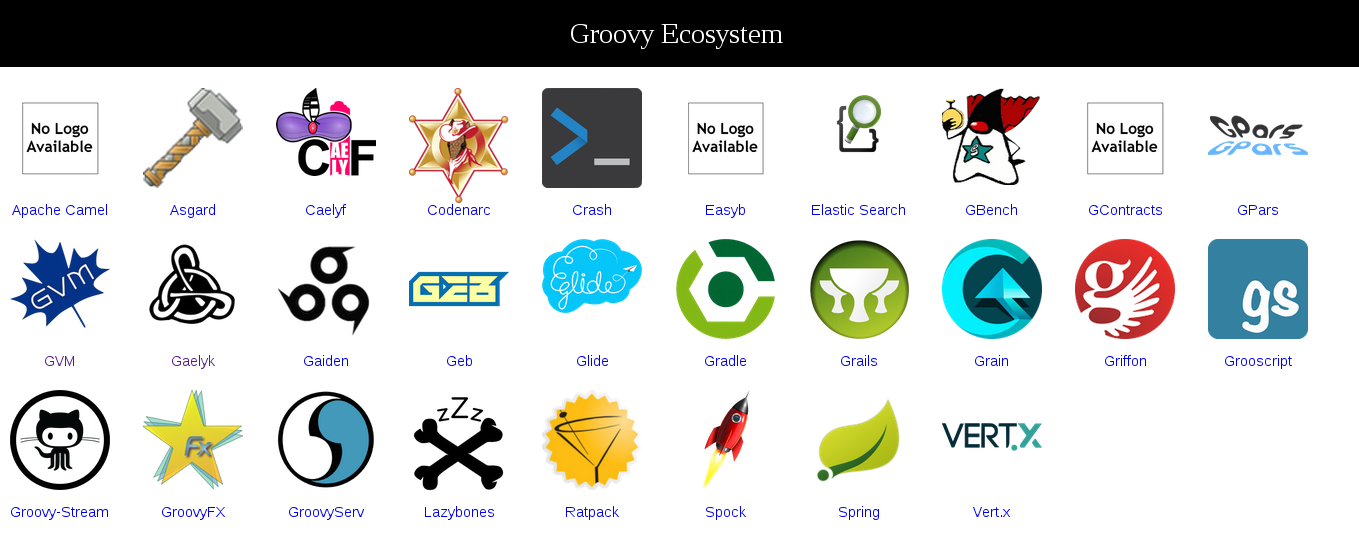 Groovy Ecosystem
No Logo
Available
CAELYF
>_
No Logo
Available
No Logo
Available
GPars
GPars
Apache Camel Asgard Caelyf Codenarc Crash Easyb Elastic Search GBench GContracts GPars
GVM
GEB
glide
g
gs
GVM Gaelyk Gaiden Geb Glide Gradle Grails Grain Griffon Grooscript
Fx
zZz
VERT.X
Groovy-Stream GroovyFX GroovyServ Lazybones Ratpack Spock Spring Vert.x